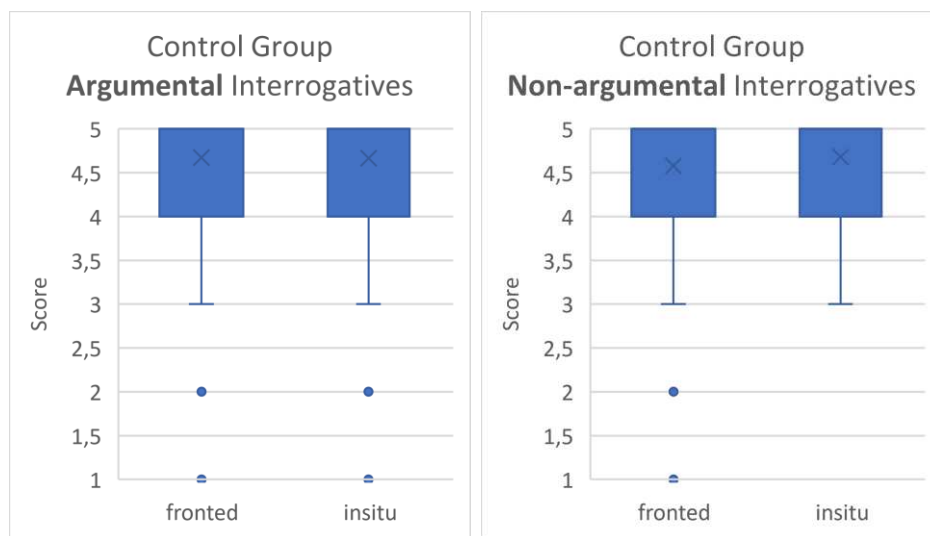 Control Group
Argumental Interrogatives
5
4,5
4
3,5
3
2,5
2
1,5
1
Score
fronted insitu
Control Group
Non-argumental Interrogatives
5
4,5
4
3,5
3
2,5
2
1,5
1
Score
fronted insitu